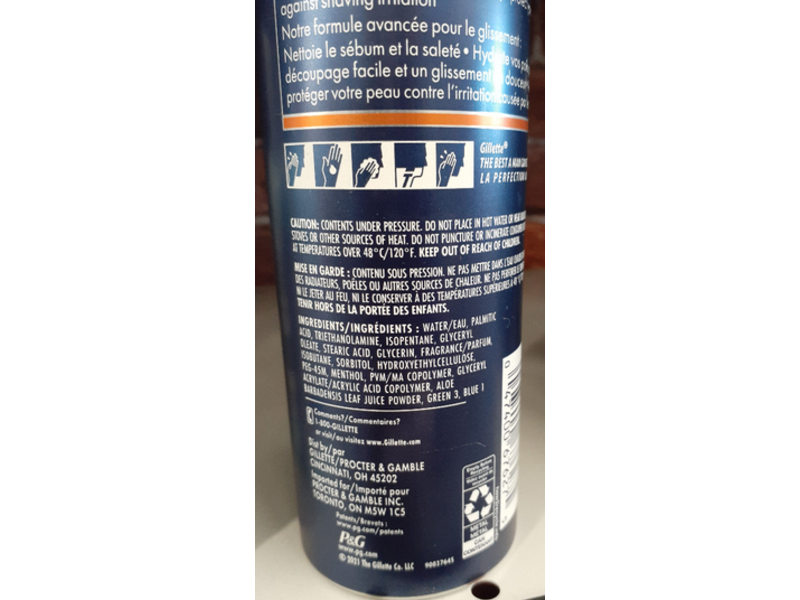 against shaving irritation
Notre formule avancée pour le glissement :
Nettoie le sébum et la saleté • Hydrate vos
découpage facile et un glissement douceur
protéger votre peau contre l'irritation causée par
Gillette®
THE BEST A MAN CAN
LA PERFECTION
CAUTION: CONTENTS UNDER PRESSURE. DO NOT PLACE IN HOT WATER OR NEAR
STOVES OR OTHER SOURCES OF HEAT. DO NOT PUNCTURE OR INCINERATE
AT TEMPERATURES OVER 48°C/120°F. KEEP OUT OF REACH OF CHILDREN.
MISE EN GARDE : CONTENU SOUS PRESSION. NE PAS METTRE DANS L'EAU
DES RADIATEURS, POÊLES OU AUTRES SOURCES DE CHALEUR. NE PAS PERFORER
NI LE JETER AU FEU, NI LE CONSERVER À DES TEMPÉRATURES SUPÉRIEURES À
TENIR HORS DE LA PORTÉE DES ENFANTS.
INGREDIENTS/INGRÉDIENTS : WATER/EAU, PALMITIC
ACID, TRIETHANOLAMINE, ISOPENTANE, GLYCERYL
OLEATE, STEARIC ACID, GLYCERIN, FRAGRANCE/PARFUM,
ISOBUTANE, SORBITOL, HYDROXYETHYLCELLULOSE,
PEG-45M, MENTHOL, PVM/MA COPOLYMER, GLYCERYL
ACRYLATE/ACRYLIC ACID COPOLYMER, ALOE
BARBADENSIS LEAF JUICE POWDER, GREEN 3, BLUE 1
Comments?/Commentaires?
1-800-GILLETTE
or visit/ou visitez www.Gillette.com
Dist by/par
GILLETTE/PROCTER & GAMBLE
CINCINNATI, OH 45202
Imported for/Importé pour
PROCTER & GAMBLE INC.
TORONTO, ON M5W 1C5
Patents/Brevets :
www.pg.com/patents
P&G
www.pg.com
© 2021 The Gillette Co. LLC
90037645
METAL
METAL
CAN
CONTENANT